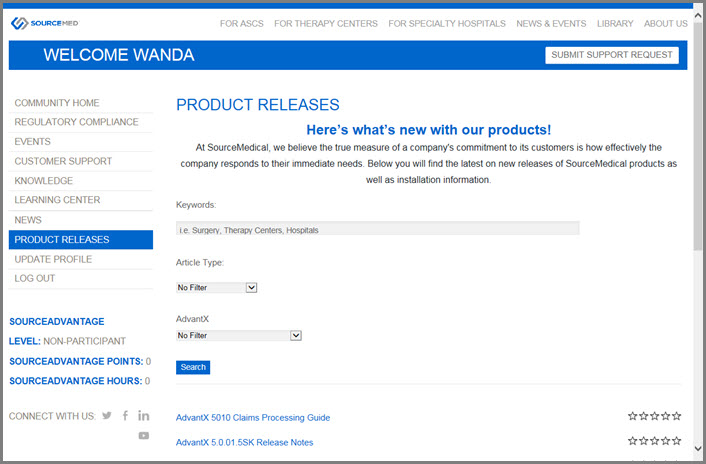 SOURCEMED
FOR ASCS FOR THERAPY CENTERS FOR SPECIALTY HOSPITALS NEWS & EVENTS LIBRARY ABOUT US
WELCOME WANDA
SUBMIT SUPPORT REQUEST
COMMUNITY HOME
REGULATORY COMPLIANCE
EVENTS
CUSTOMER SUPPORT
KNOWLEDGE
LEARNING CENTER
NEWS
PRODUCT RELEASES
UPDATE PROFILE
LOG OUT
SOURCEADVANTAGE
LEVEL: NON-PARTICIPANT
SOURCEADVANTAGE POINTS: 0
SOURCEADVANTAGE HOURS: 0
CONNECT WITH US:
PRODUCT RELEASES
Here's what's new with our products!
At SourceMedical, we believe the true measure of a company's commitment to its customers is how effectively the
company responds to their immediate needs. Below you will find the latest on new releases of SourceMedical products as
well as installation information.
Keywords:
i.e. Surgery, Therapy Centers, Hospitals
Article Type:
No Filter
AdvantX
No Filter
Search
AdvantX 5010 Claims Processing Guide
AdvantX 5.0.01.5SK Release Notes